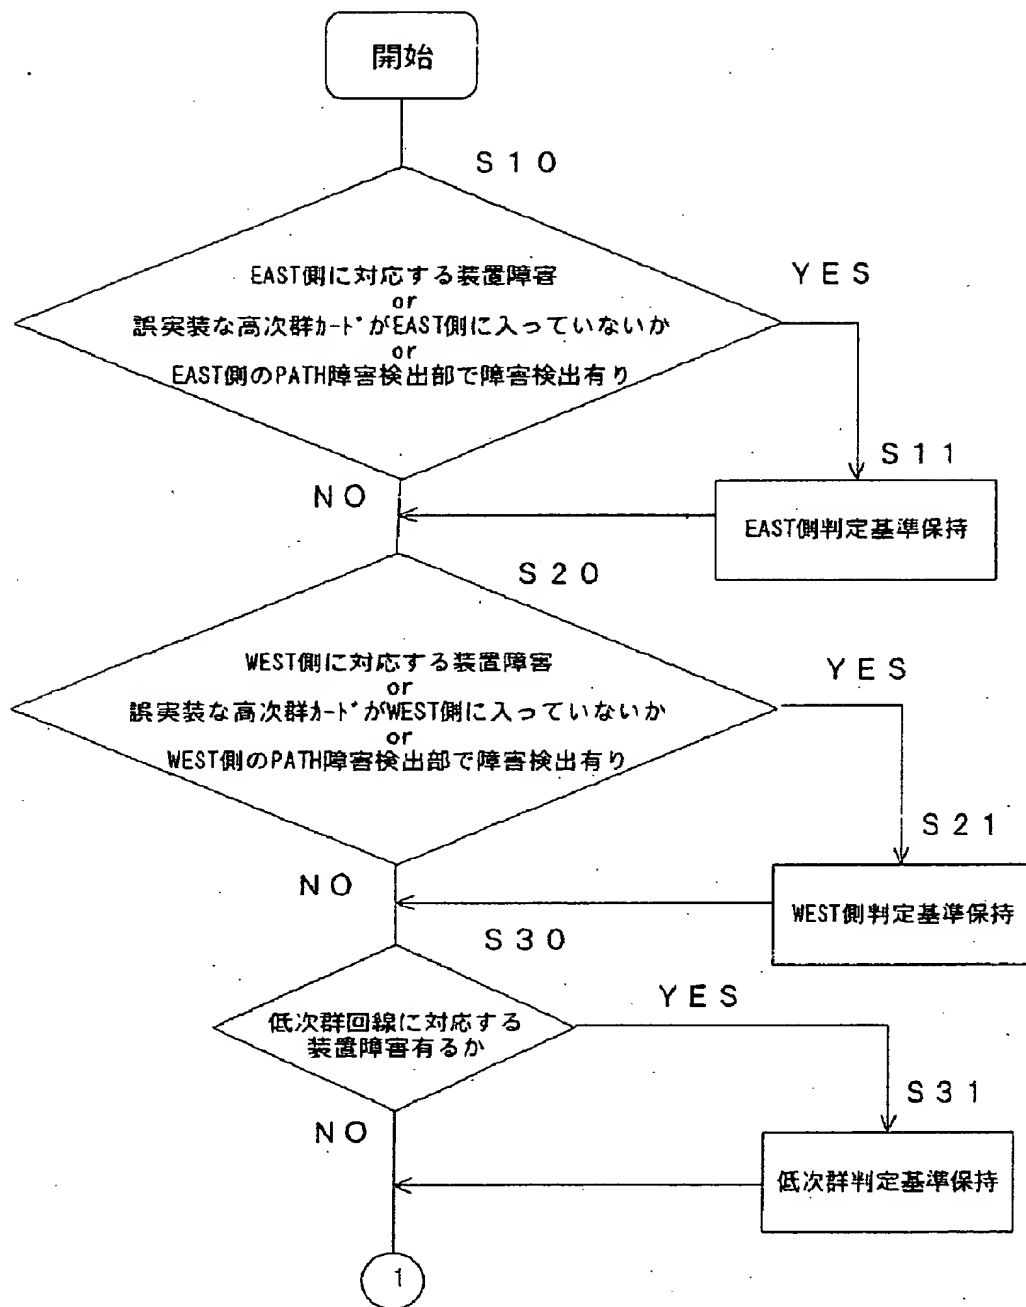 開始
S10
EAST側に対応する装置障害
or
誤実装な高次群ｶｰﾄﾞがEAST側に入っていないか
or
EAST側のPATH障害検出部で障害検出有り
YES
S11
NO
EAST側判定基準保持
S20
WEST側に対応する装置障害
or
誤実装な高次群ｶｰﾄﾞがWEST側に入っていないか
or
WEST側のPATH障害検出部で障害検出有り
YES
S21
NO
WEST側判定基準保持
S30
低次群回線に対応する
装置障害有るか
YES
S31
NO
低次群判定基準保持
1